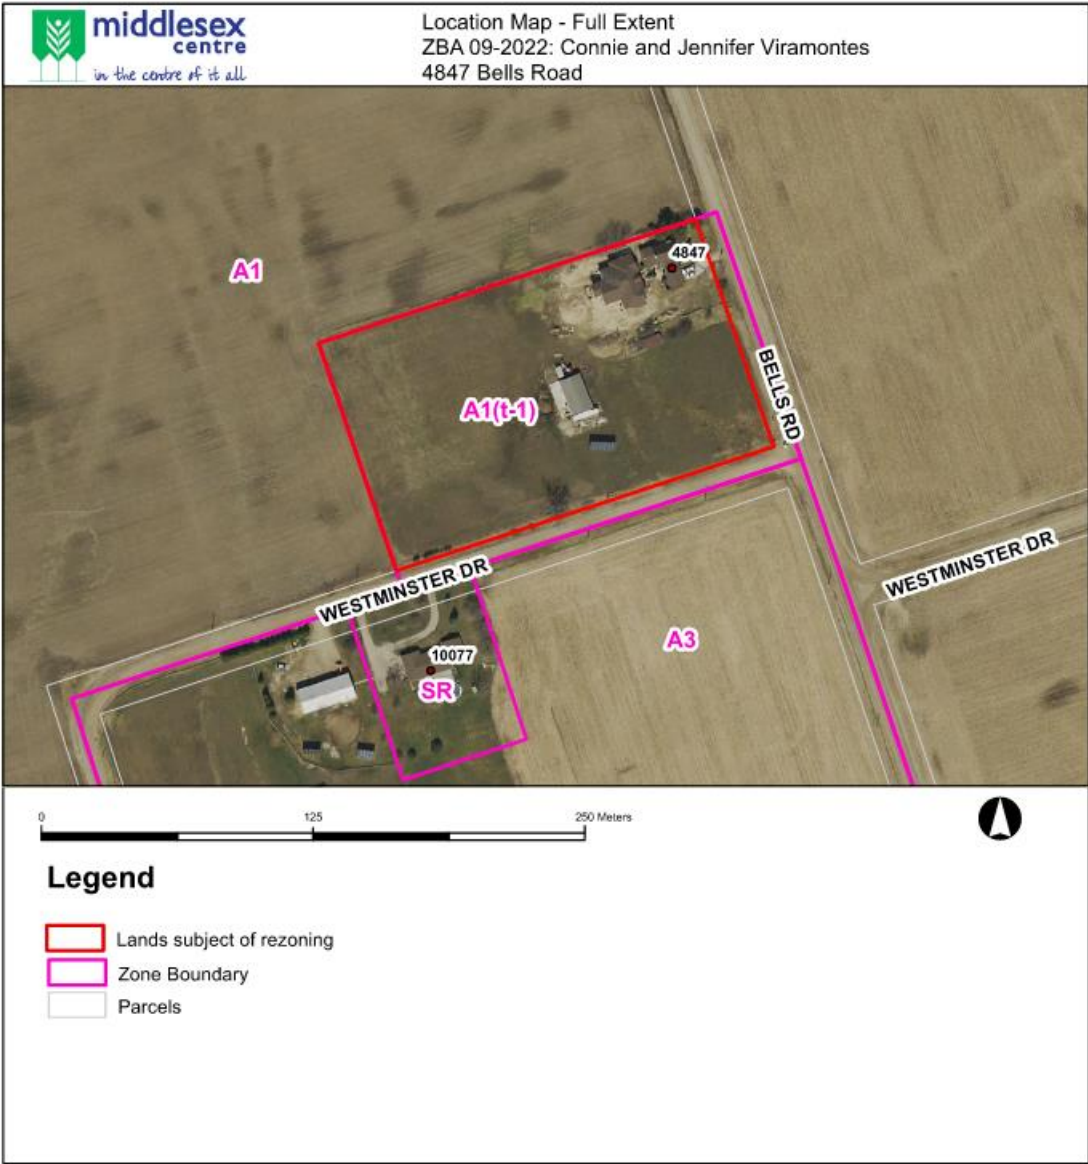 middlesex
centre
in the centre of it all
Location Map - Full Extent
ZBA 09-2022: Connie and Jennifer Viramontes
4847 Bells Road
4847
A1
BELLS RD
A1(t-1)
WESTMINSTER DR
WESTMINSTER DR
A3
10077
SR
0 125 250 Meters
Legend
Lands subject of rezoning
Zone Boundary
Parcels